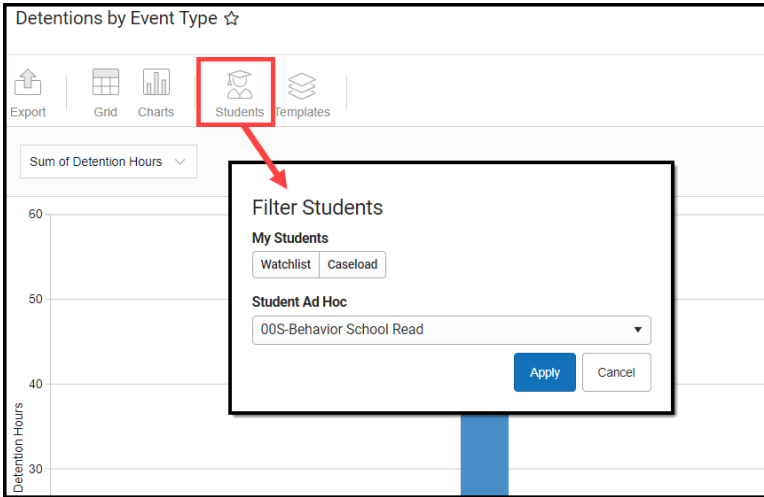 Detentions by Event Type
Export Grid Charts Students Templates
Sum of Detention Hours
60
50
40
30
Detention Hours
Filter Students
My Students
Watchlist Caseload
Student Ad Hoc
00S-Behavior School Read
Apply Cancel